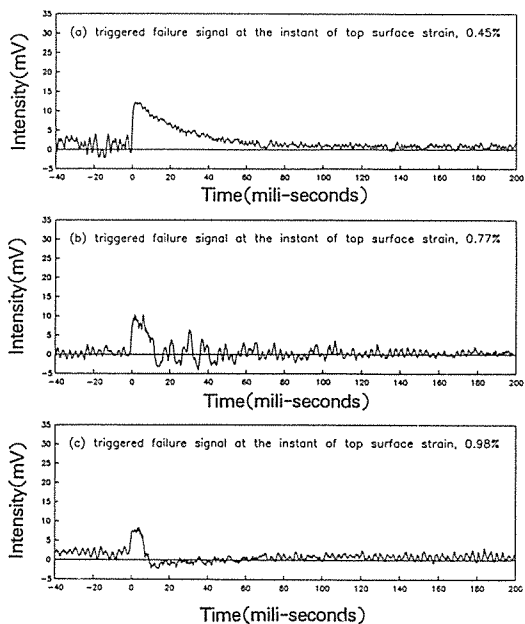 (a) triggered failure signal at the instant of top surface strain, 0.45%
Intensity(mV)
35
30
25
20
15
10
5
0
-5
-40 -20 0 20 40 60 80 100 120 140 160 180 200
Time(mili-seconds)
(b) triggered failure signal at the instant of top surface strain, 0.77%
Intensity(mV)
35
30
25
20
15
10
5
0
-5
-40 -20 0 20 40 60 80 100 120 140 160 180 200
Time(mili-seconds)
(c) triggered failure signal at the instant of top surface strain, 0.98%
Intensity(mV)
35
30
25
20
15
10
5
0
-5
-40 -20 0 20 40 60 80 100 120 140 160 180 200
Time(mili-seconds)